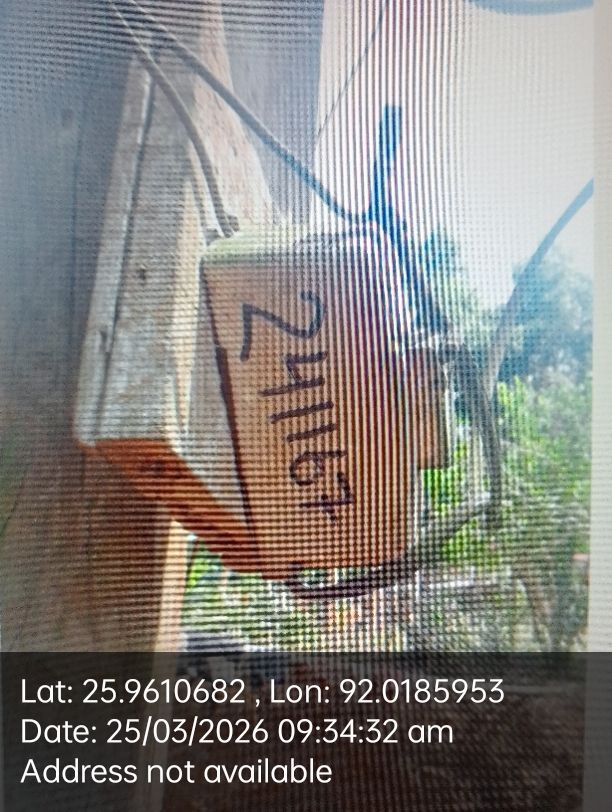 241167
Lat: 25.9610682 , Lon: 92.0185953
Date: 25/03/2026 09:34:32 am
Address not available